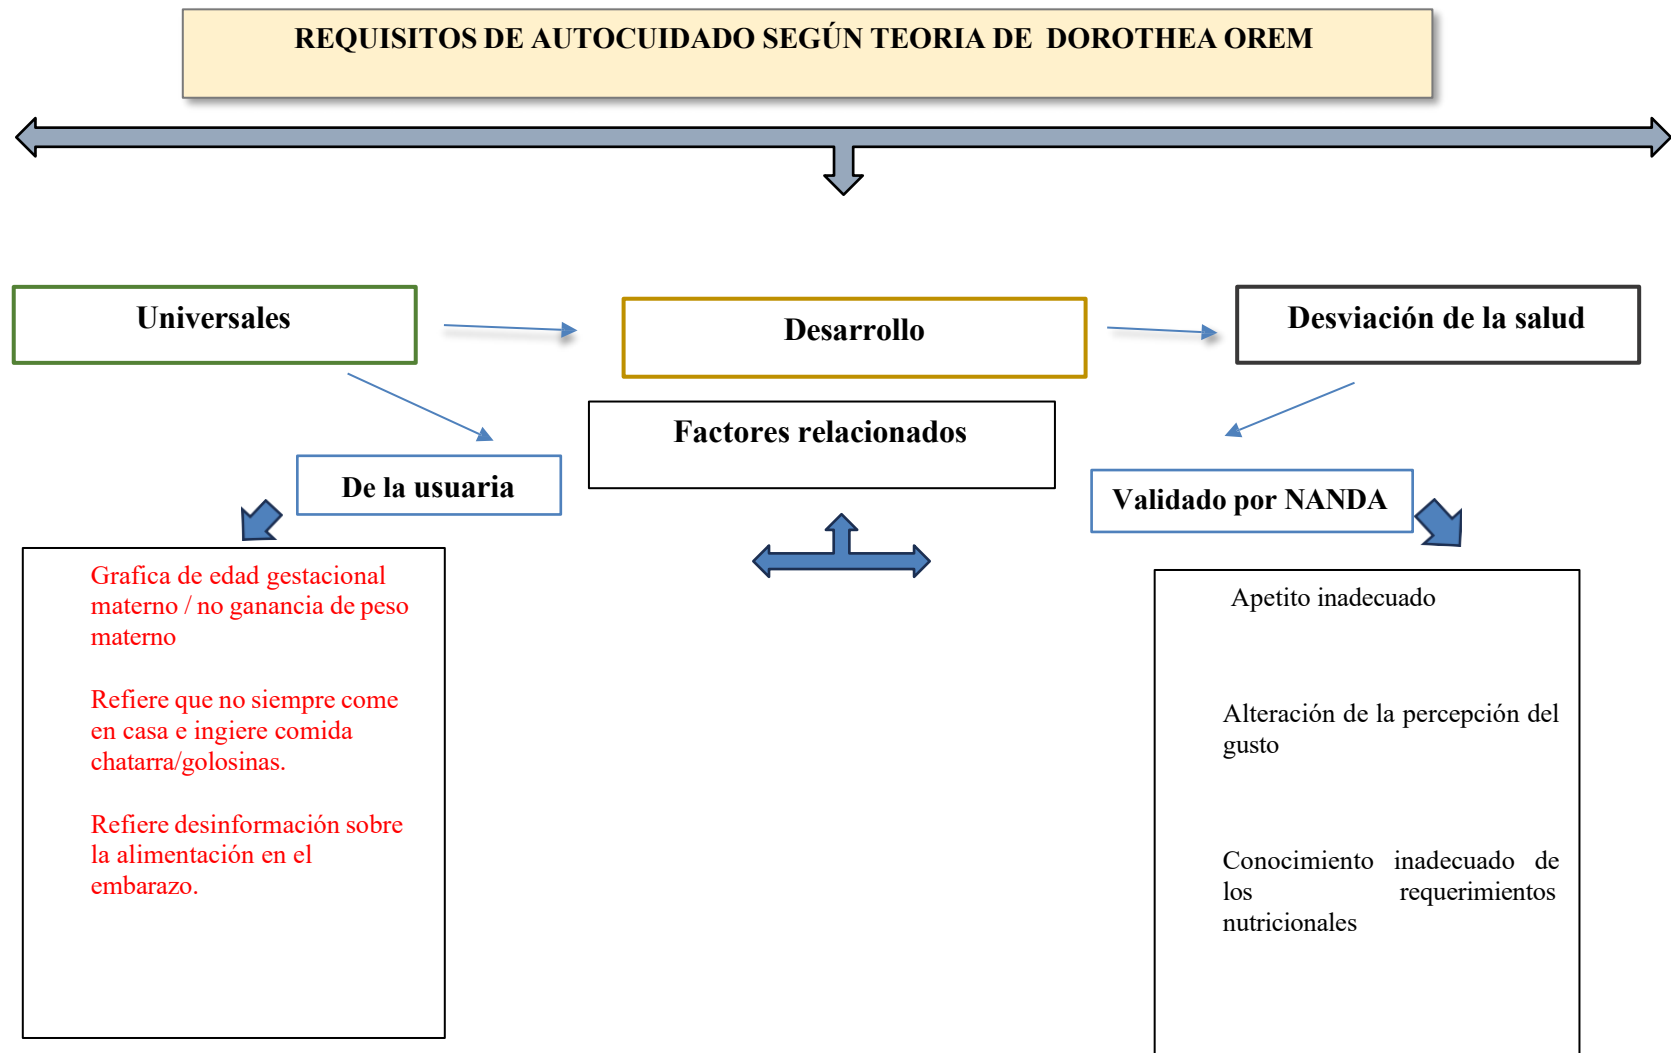 REQUISITOS DE AUTOCUIDADO SEGÚN TEORIA DE DOROTHEA OREM
Universales
Desarrollo
Desviación de la salud
Factores relacionados
De la usuaria
Validado por NANDA
Grafica de edad gestacional
materno / no ganancia de peso
materno
Refiere que no siempre come
en casa e ingiere comida
chatarra/golosinas.
Refiere desinformación sobre
la alimentación en el
embarazo.
Apetito inadecuado
Alteración de la percepción del
gusto
Conocimiento inadecuado de
los requerimientos
nutricionales